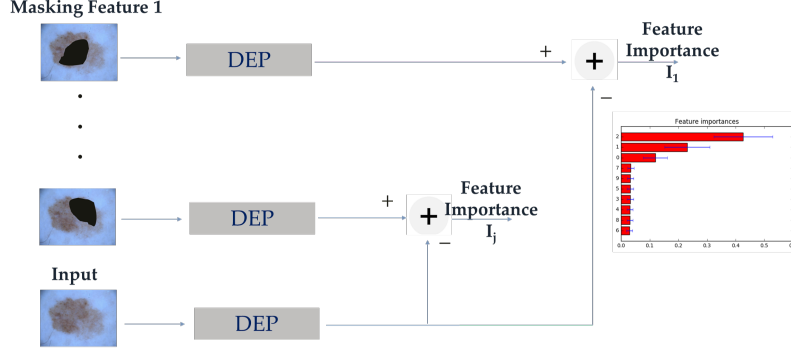 Masking Feature 1
DEP
+
+
−
Feature
Importance
I1
Feature importances
2
1
0
7
9
5
3
4
8
6
0.0 0.1 0.2 0.3 0.4 0.5
DEP
+
+
−
Feature
Importance
Ij
Input
DEP